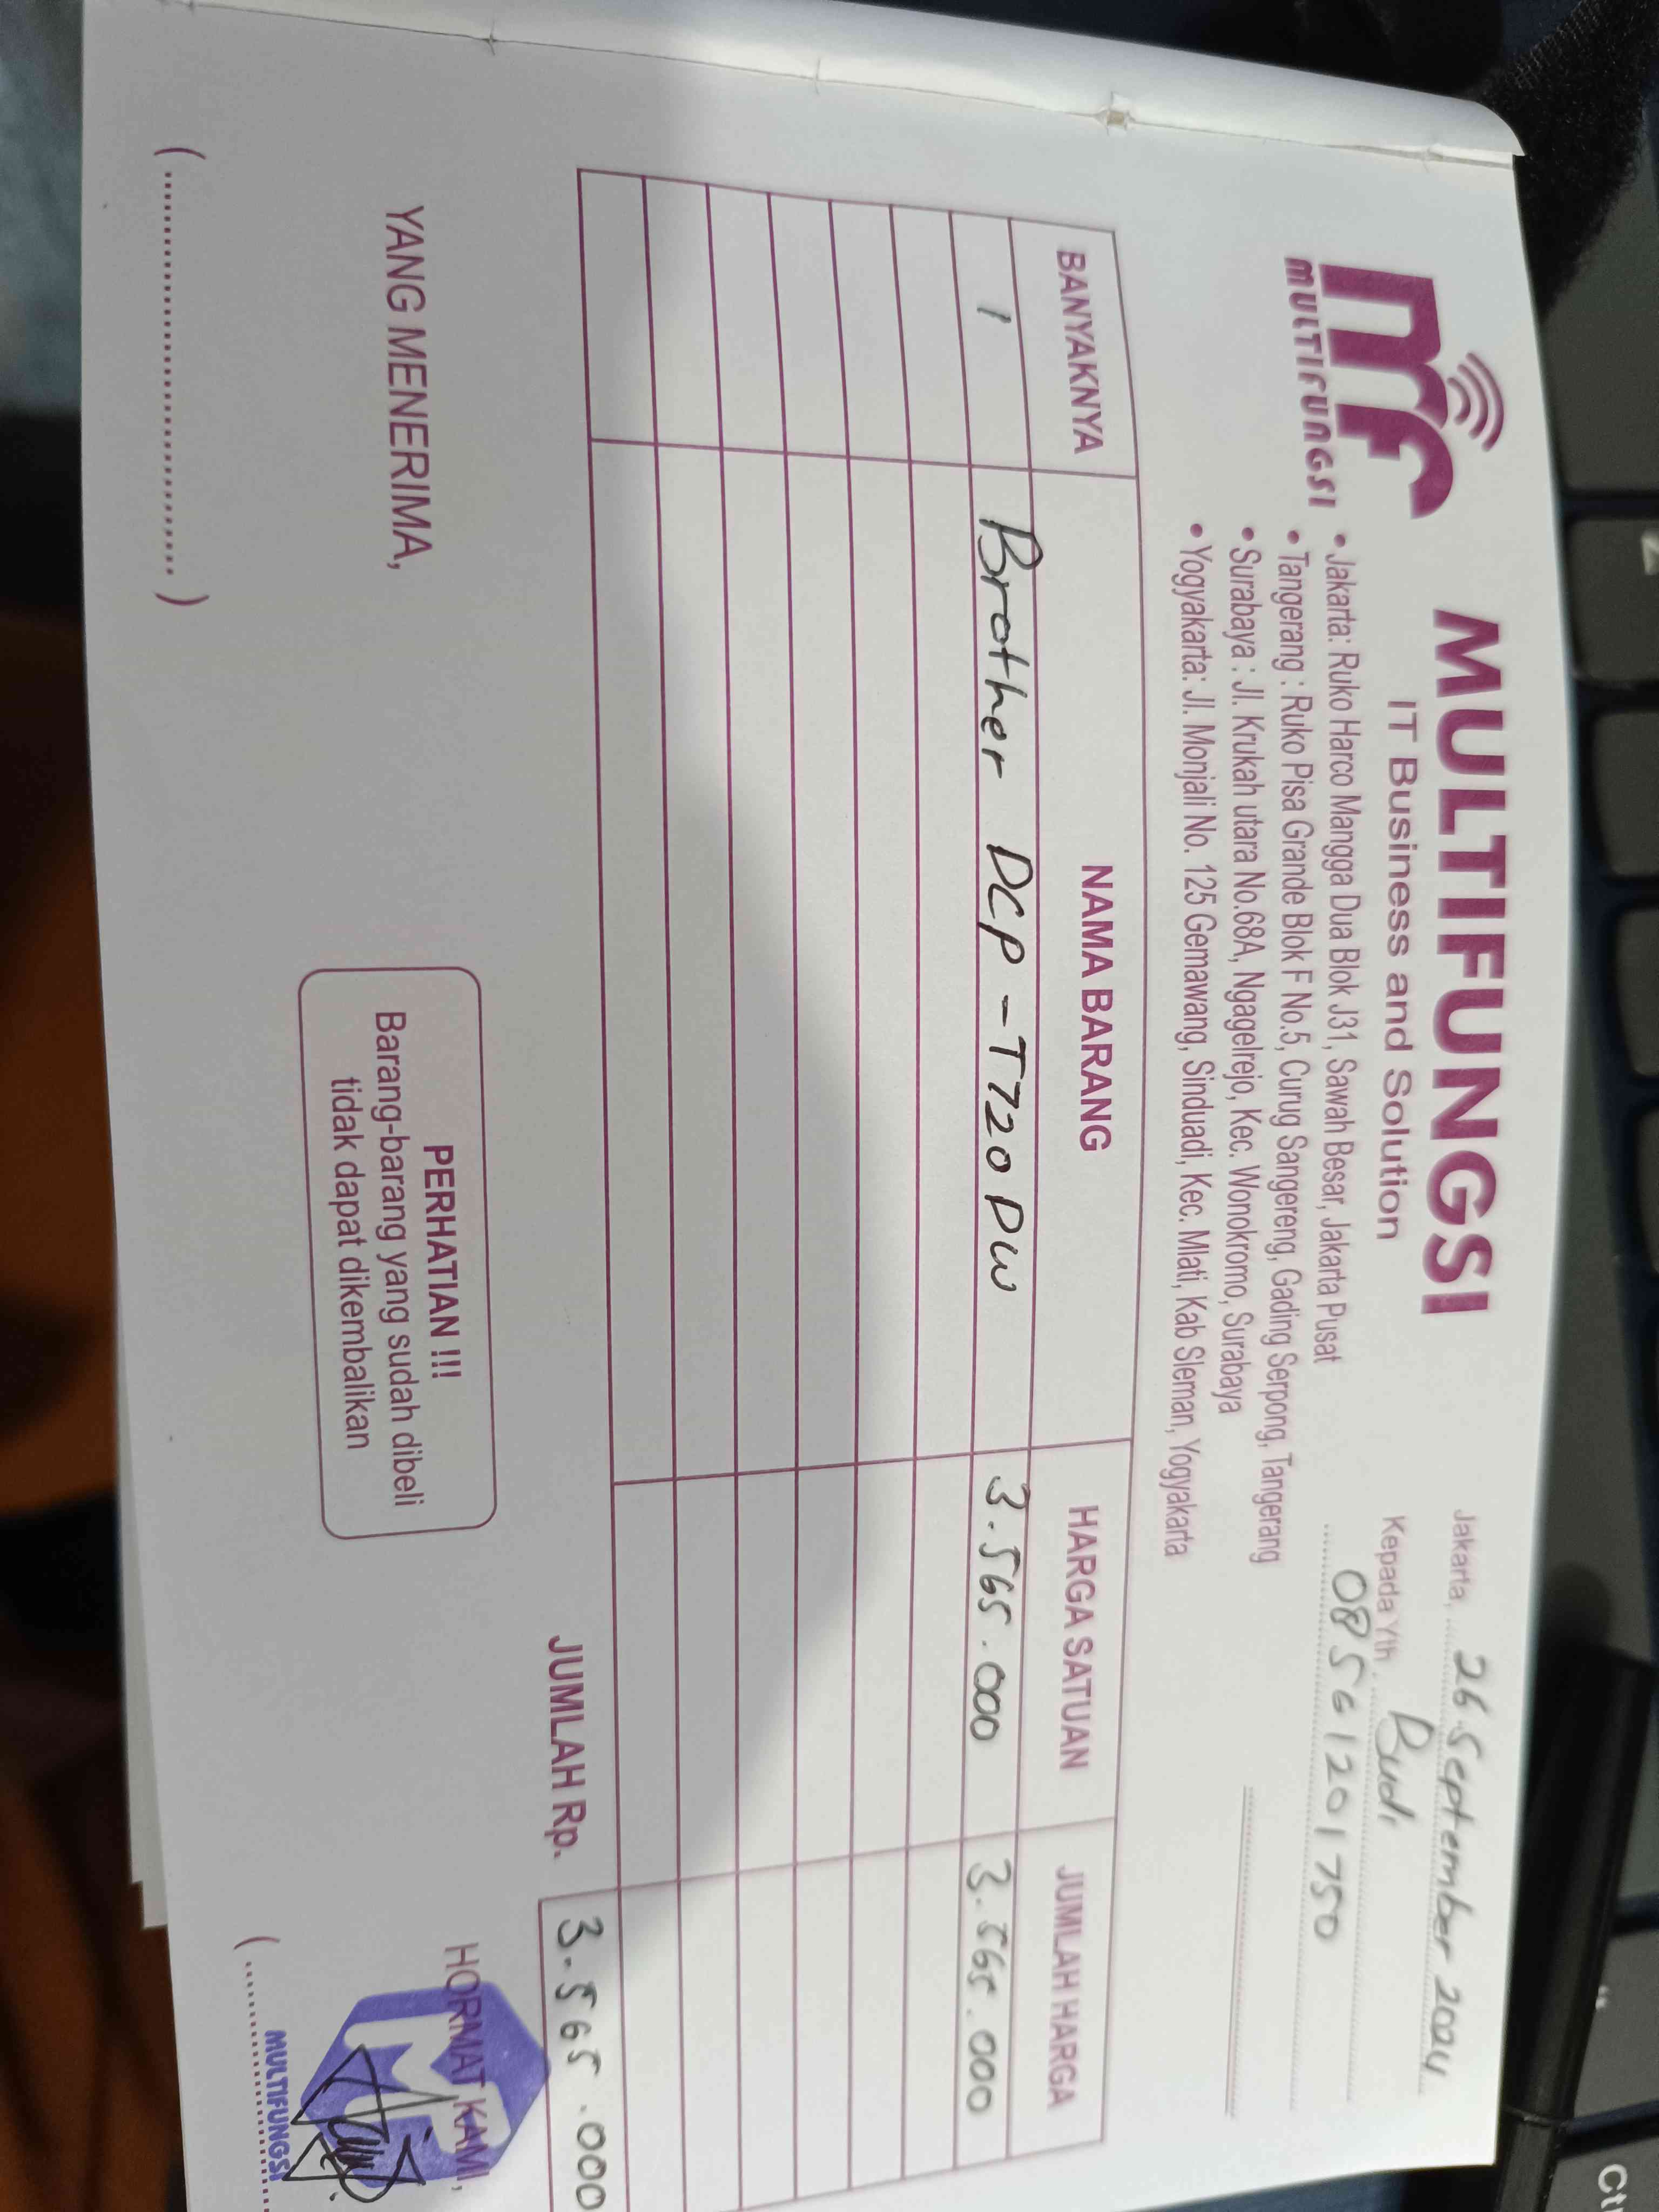 MULTIFUNGSI
MULTIFUNGSI
IT Business and Solution
• Jakarta: Ruko Harco Mangga Dua Blok J31, Sawah Besar, Jakarta Pusat
• Tangerang : Ruko Pisa Grande Blok F No.5, Curug Sangereng, Gading Serpong, Tangerang
• Surabaya : Jl. Krukah utara No.68A, Ngagelrejo, Kec. Wonokromo, Surabaya
• Yogyakarta: Jl. Monjali No. 125 Gemawang, Sinduadi, Kec. Mlati, Kab Sleman, Yogyakarta
Jakarta, 26 September 2024
Kepada Yth. Budi
08561201750
BANYAKNYA NAMA BARANG HARGA SATUAN JUMLAH HARGA
1 Brother DCP-T720DW 3.565.000 3.565.000
JUMLAH Rp. 3.565.000
YANG MENERIMA,
PERHATIAN !!!
Barang-barang yang sudah dibeli
tidak dapat dikembalikan
HORMAT KAMI,
MULTIFUNGSI